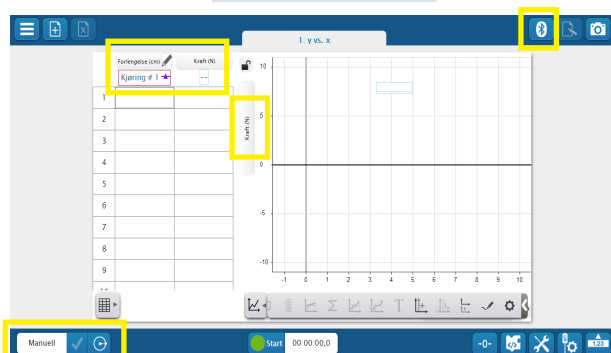 1: y vs. x
Forlengelse (cm) Kraft (N)
Kjøring # 1 --
1
2
3
4
5
6
7
8
9
Kraft (N)
10
5
0
-5
-10
-1 0 1 2 3 4 5 6 7 8 9 10
Σ T
Manuell Start 00:00:00,0 -0- 1.23